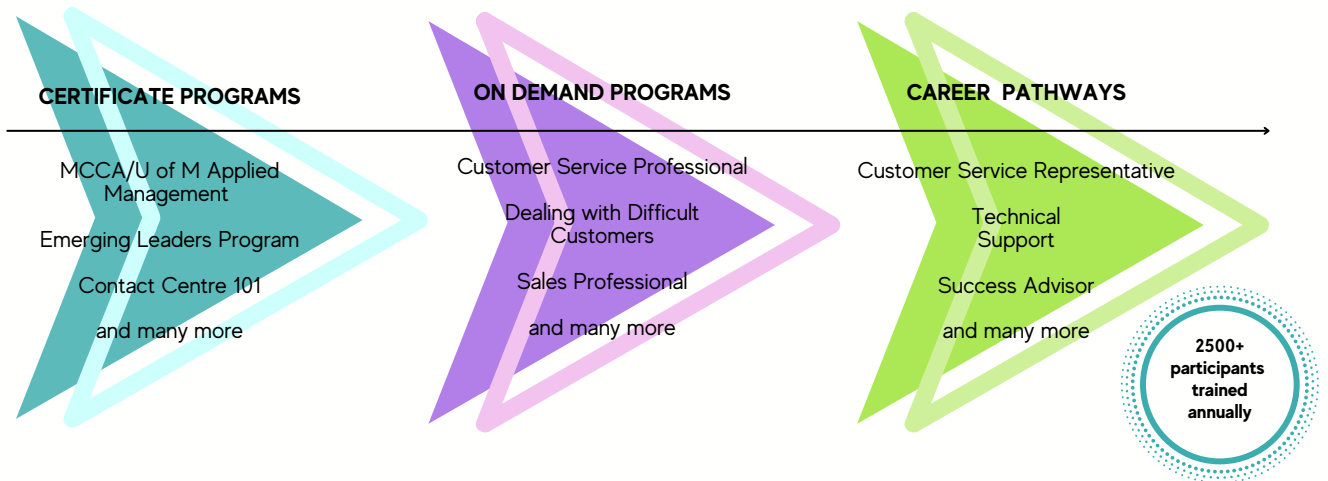 CERTIFICATE PROGRAMS
MCCA/U of M Applied
Management
Emerging Leaders Program
Contact Centre 101
and many more
ON DEMAND PROGRAMS
Customer Service Professional
Dealing with Difficult
Customers
Sales Professional
and many more
CAREER PATHWAYS
Customer Service Representative
Technical
Support
Success Advisor
and many more
2500+
participants
trained
annually